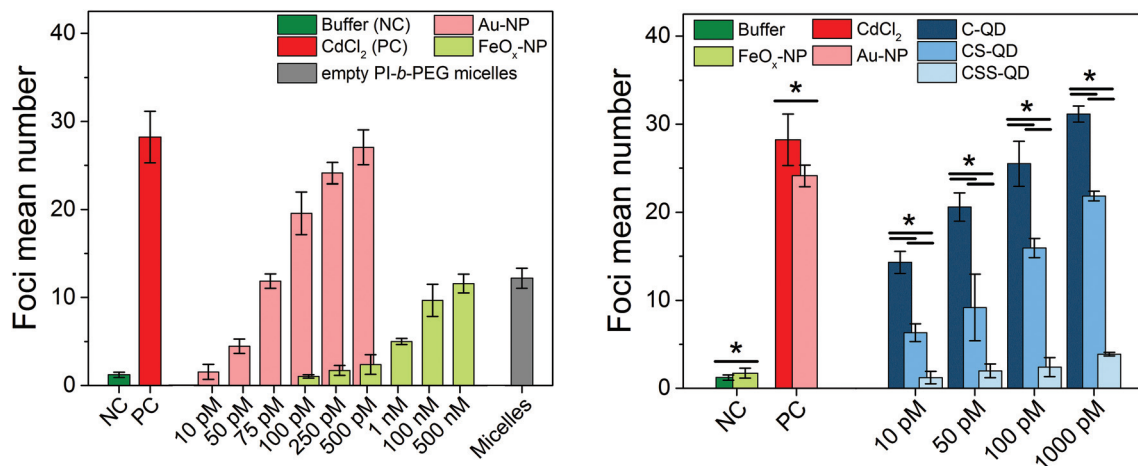 Foci mean number
40
30
20
10
0
Buffer (NC)
Au-NP
CdCl₂ (PC)
FeOₓ-NP
empty PI-b-PEG micelles
NC
PC
10 pM
50 pM
75 pM
100 pM
250 pM
500 pM
1 nM
100 nM
500 nM
Micelles
Foci mean number
40
30
20
10
0
Buffer
CdCl₂
C-QD
FeOₓ-NP
Au-NP
CS-QD
CSS-QD
*
*
*
*
*
*
NC
PC
10 pM
50 pM
100 pM
1000 pM